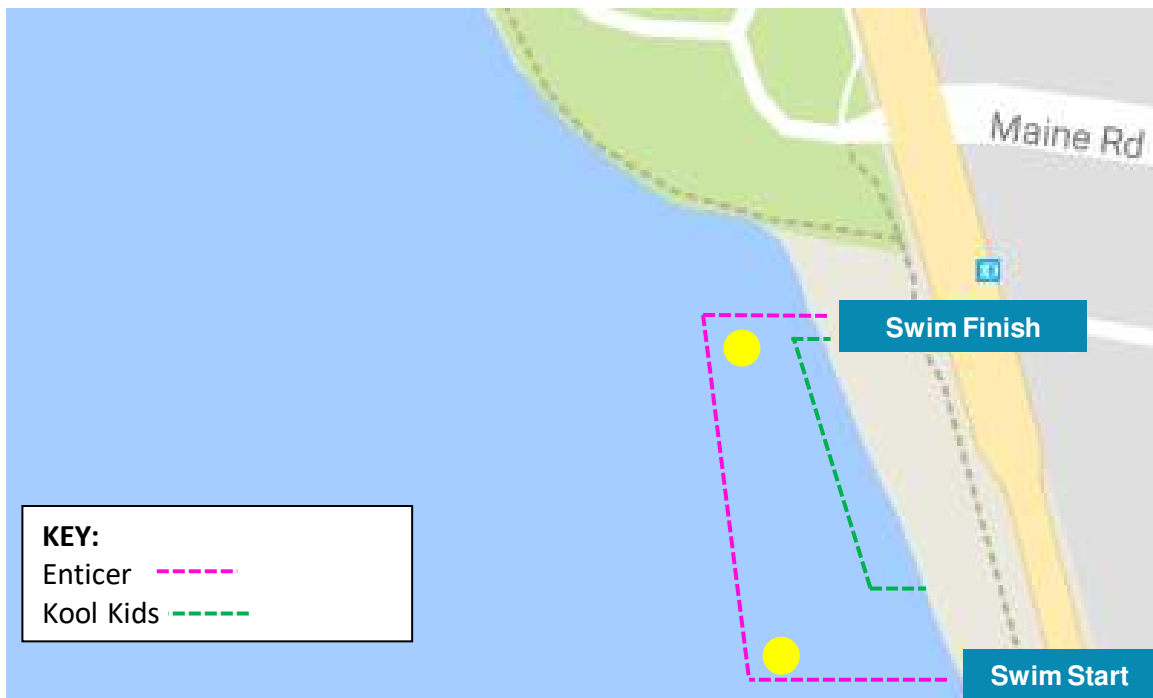 Maine Rd
Swim Finish
KEY:
Enticer
Kool Kids
Swim Start